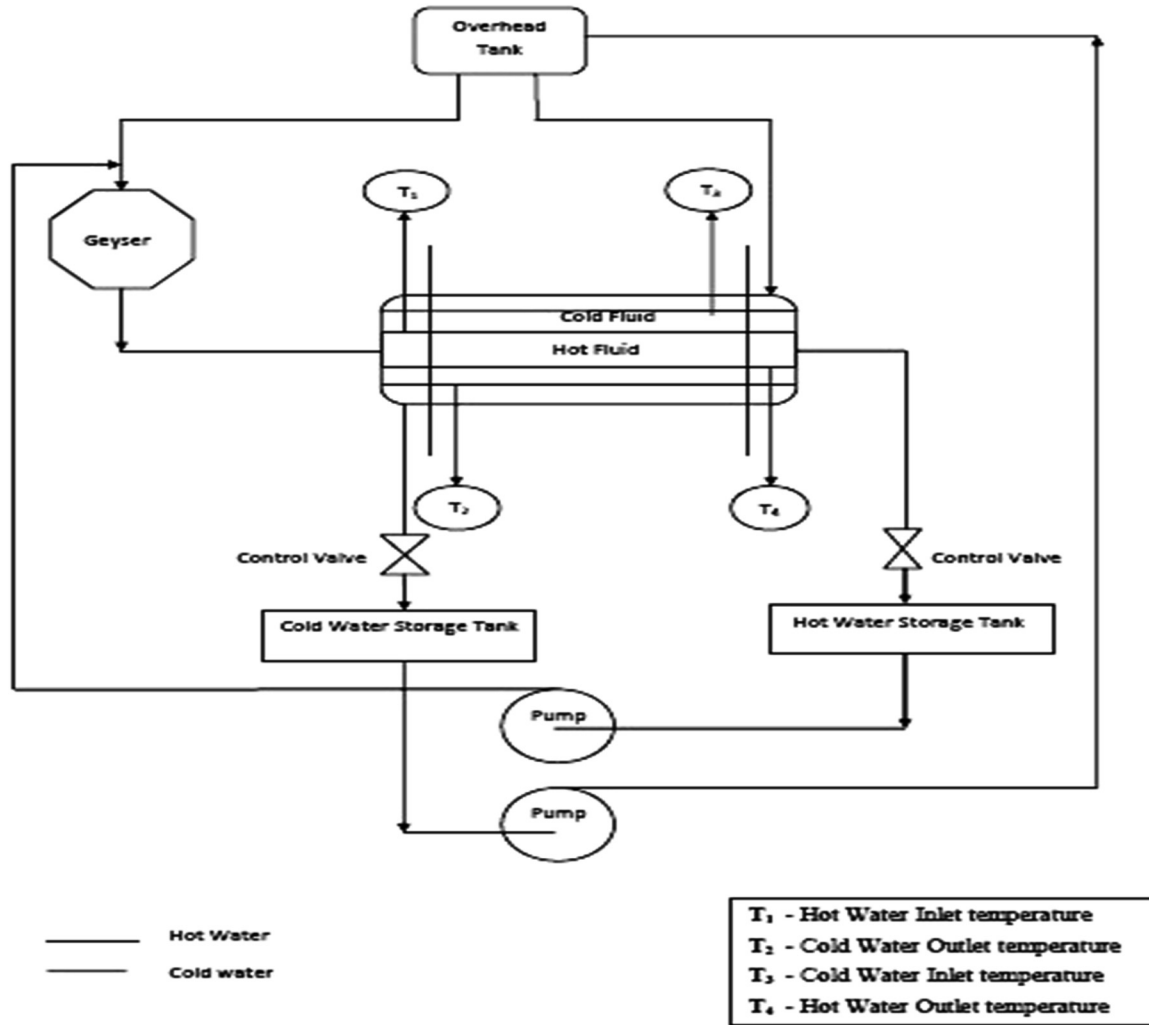 Overhead
Tank
T₁
T₃
Geyser
Cold Fluid
Hot Fluid
T₂
T₄
Control Valve
Control Valve
Cold Water Storage Tank
Hot Water Storage Tank
Pump
Pump
Hot Water
Cold water
T₁ - Hot Water Inlet temperature
T₂ - Cold Water Outlet temperature
T₃ - Cold Water Inlet temperature
T₄ - Hot Water Outlet temperature